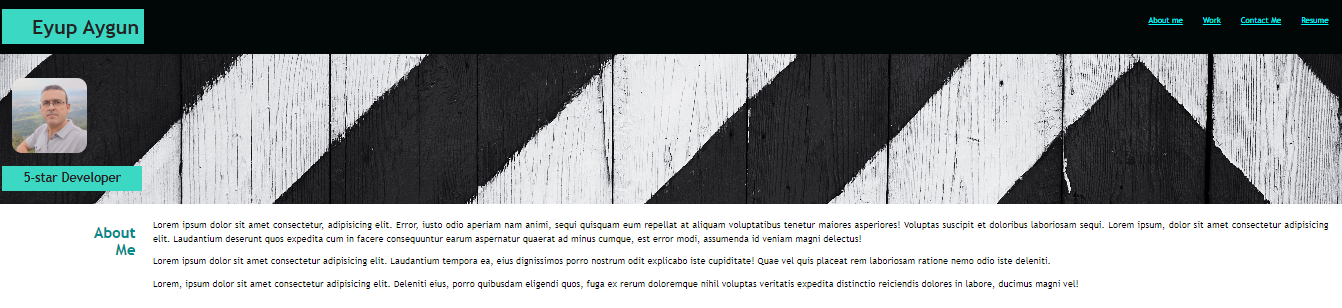 Eyup Aygun
About me Work Contact Me Resume
5-star Developer
About
Me
Lorem ipsum dolor sit amet consectetur, adipisicing elit. Error, iusto odio aperiam nam animi, sequi quisquam eum repellat at aliquam voluptatibus tenetur maiores asperiores! Voluptas suscipit et doloribus laboriosam sequi. Lorem ipsum, dolor sit amet consectetur adipisicing
elit. Laudantium deserunt quos expedita cum in facere consequuntur earum aspernatur quaerat ad minus cumque, est error modi, assumenda id veniam magni delectus!
Lorem ipsum dolor sit amet consectetur adipisicing elit. Laudantium tempora ea, eius dignissimos porro nostrum odit explicabo iste cupiditate! Quae vel quis placeat rem laboriosam ratione nemo odio iste deleniti.
Lorem, ipsum dolor sit amet consectetur adipisicing elit. Deleniti eius, porro quibusdam eligendi quos, fuga ex rerum doloremque nihil voluptas veritatis expedita distinctio reiciendis dolores in labore, ducimus magni vel!